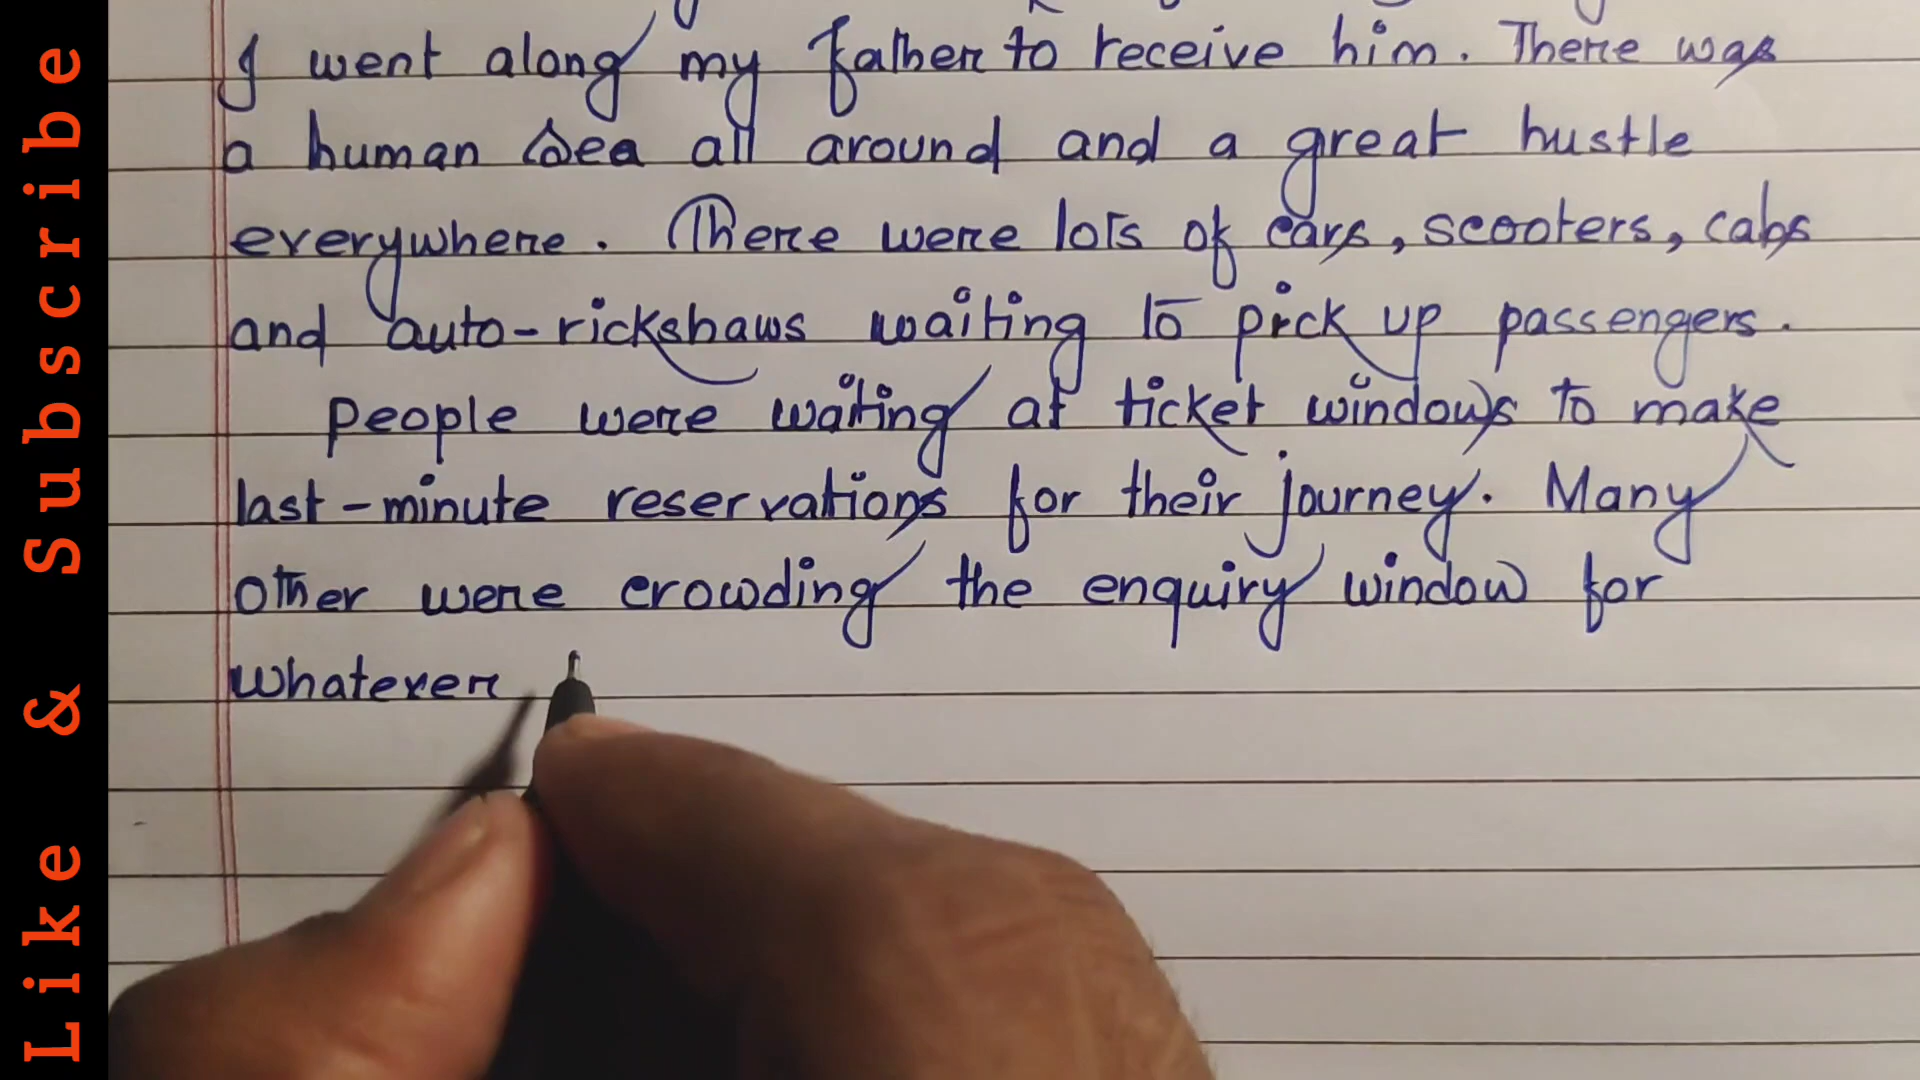 Like & Subscribe
I went along my father to receive him. There was
a human sea all around and a great hustle
everywhere. There were lots of cars, scooters, cabs
and auto-rickshaws waiting to pick up passengers.
People were waiting at ticket windows to make
last-minute reservations for their journey. Many
other were crowding the enquiry window for
whatever